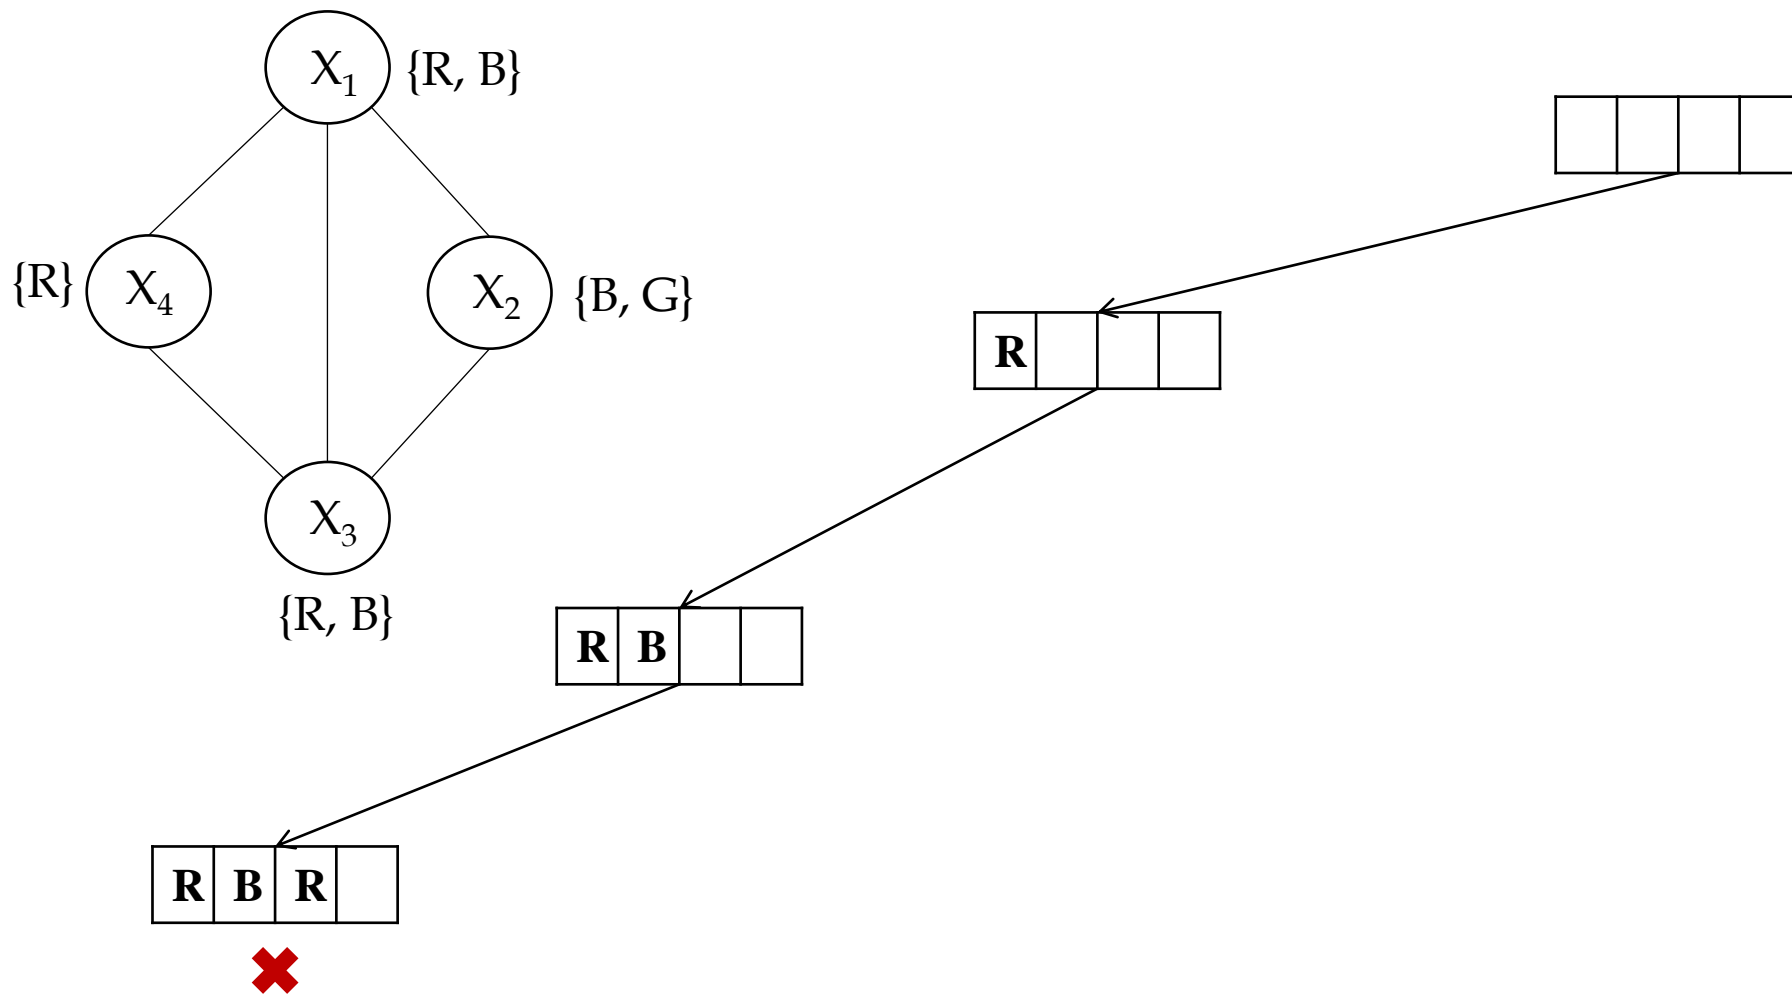 X₁ {R, B}
{R} X₄ X₂ {B, G}
R
X₃
{R, B}
R B
R B R